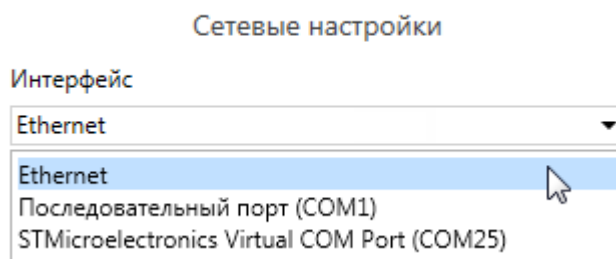 Сетевые настройки
Интерфейс
Ethernet
Ethernet
Последовательный порт (COM1)
STMicroelectronics Virtual COM Port (COM25)